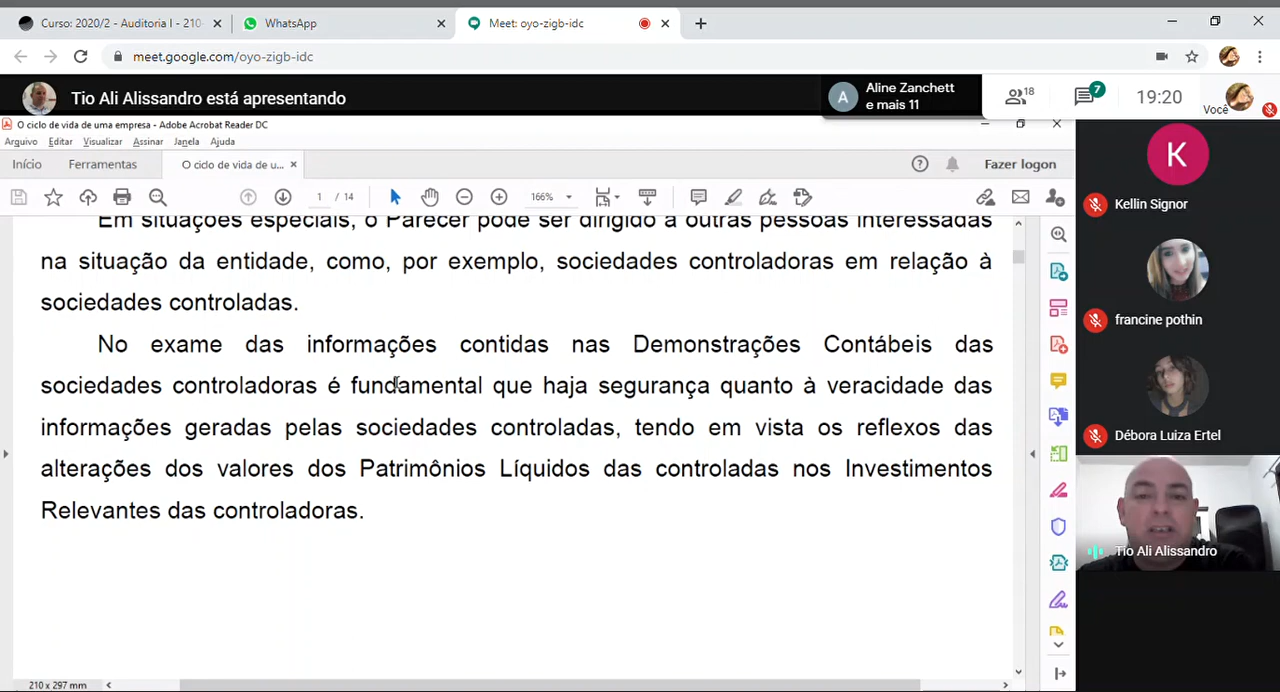 Curso: 2020/2 - Auditoria I - 210
WhatsApp
Meet: oyo-zigb-idc
meet.google.com/oyo-zigb-idc
Tio Ali Alissandro está apresentando
A
Aline Zanchett
e mais 11
18
7
19:20
Você
O ciclo de vida de uma empresa - Adobe Acrobat Reader DC
Arquivo Editar Visualizar Assinar Janela Ajuda
Início Ferramentas O ciclo de vida de u... Fazer logon
1 / 14 166%
Em situações especiais, o Parecer pode ser dirigido a outras pessoas interessadas
na situação da entidade, como, por exemplo, sociedades controladoras em relação à
sociedades controladas.
No exame das informações contidas nas Demonstrações Contábeis das
sociedades controladoras é fundamental que haja segurança quanto à veracidade das
informações geradas pelas sociedades controladas, tendo em vista os reflexos das
alterações dos valores dos Patrimônios Líquidos das controladas nos Investimentos
Relevantes das controladoras.
210 x 297 mm
K
Kellin Signor
francine pothin
Débora Luiza Ertel
Tio Ali Alissandro